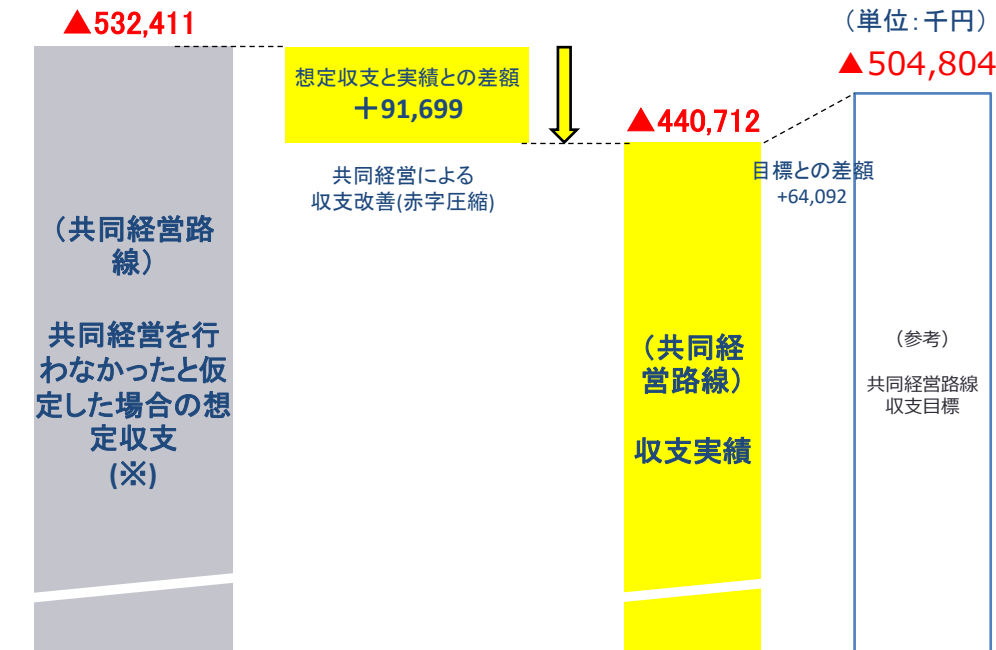 ▲532,411
（単位：千円）
▲504,804
想定収支と実績との差額
＋91,699
▲440,712
共同経営による
収支改善(赤字圧縮)
目標との差額
+64,092
（共同経営路
線）
共同経営を行
わなかったと仮
定した場合の想
定収支
(※)
（共同経
営路線）
収支実績
（参考）
共同経営路線
収支目標